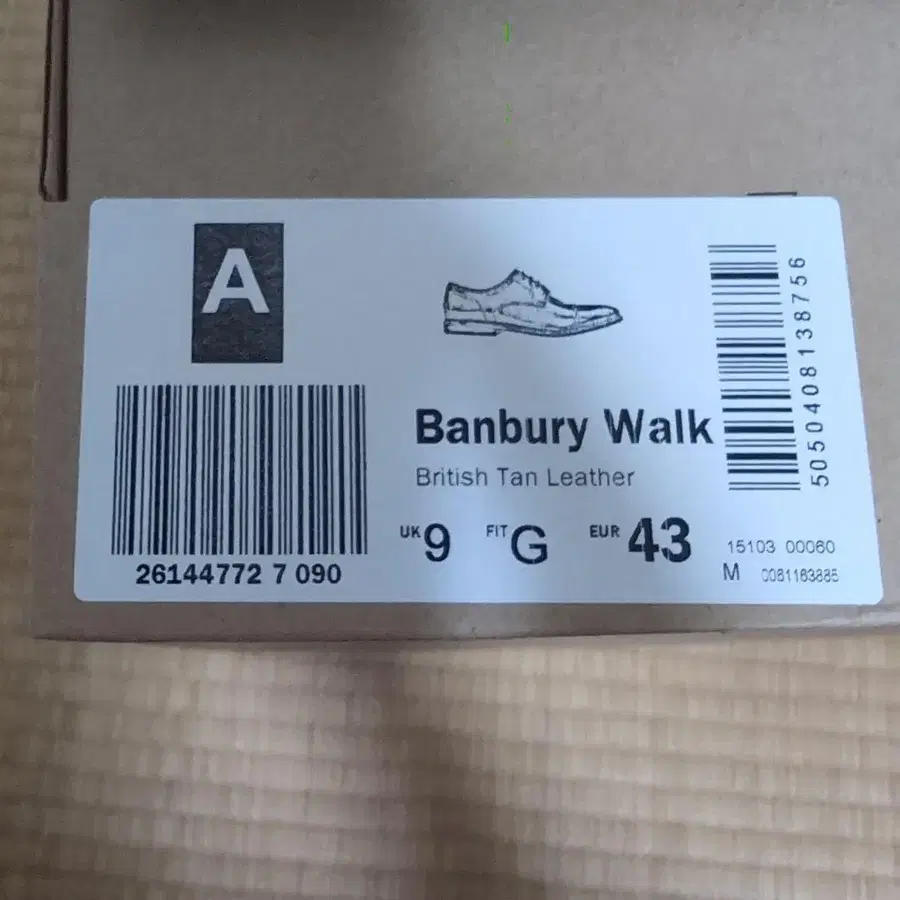 A
26144772 7 090
Banbury Walk
British Tan Leather
UK 9 FIT G EUR 43
5050408138756
15103 00060
M 0081183885